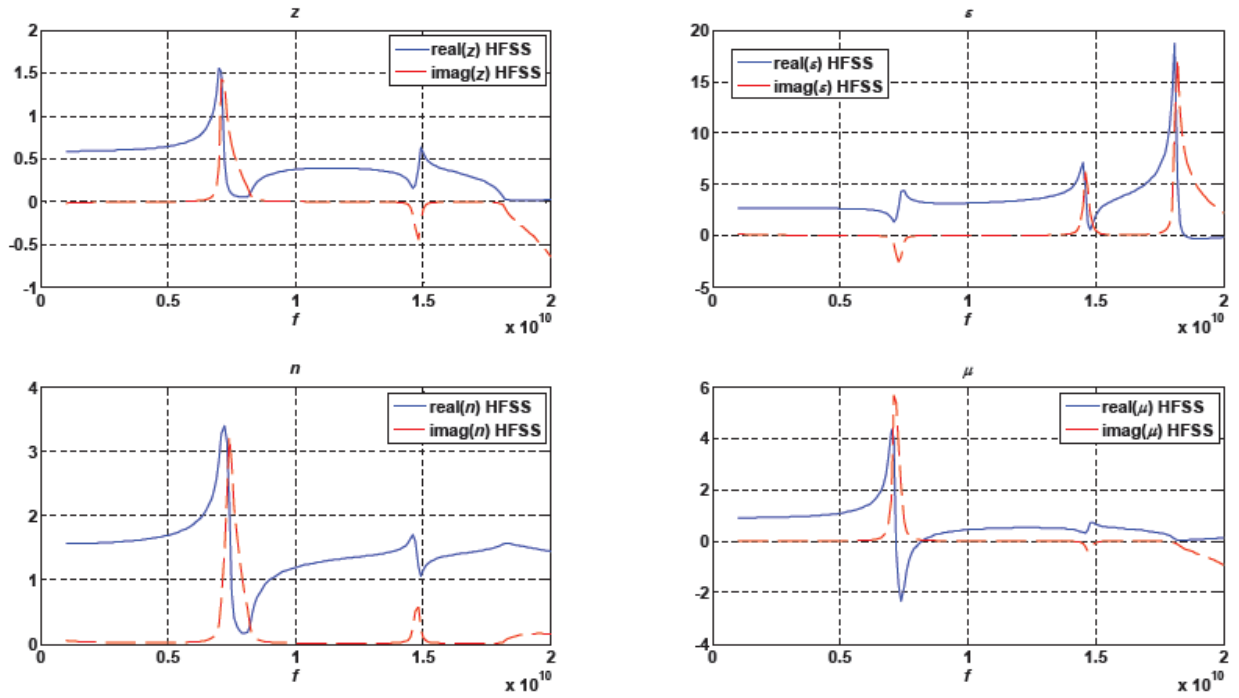 z
2
1.5
1
0.5
0
-0.5
-1
real(z) HFSS
imag(z) HFSS
0 0.5 1 1.5 2
f
x 10^10
ε
20
15
10
5
0
-5
real(ε) HFSS
imag(ε) HFSS
0 0.5 1 1.5 2
f
x 10^10
n
4
3
2
1
0
real(n) HFSS
imag(n) HFSS
0 0.5 1 1.5 2
f
x 10^10
μ
6
4
2
0
-2
-4
real(μ) HFSS
imag(μ) HFSS
0 0.5 1 1.5 2
f
x 10^10